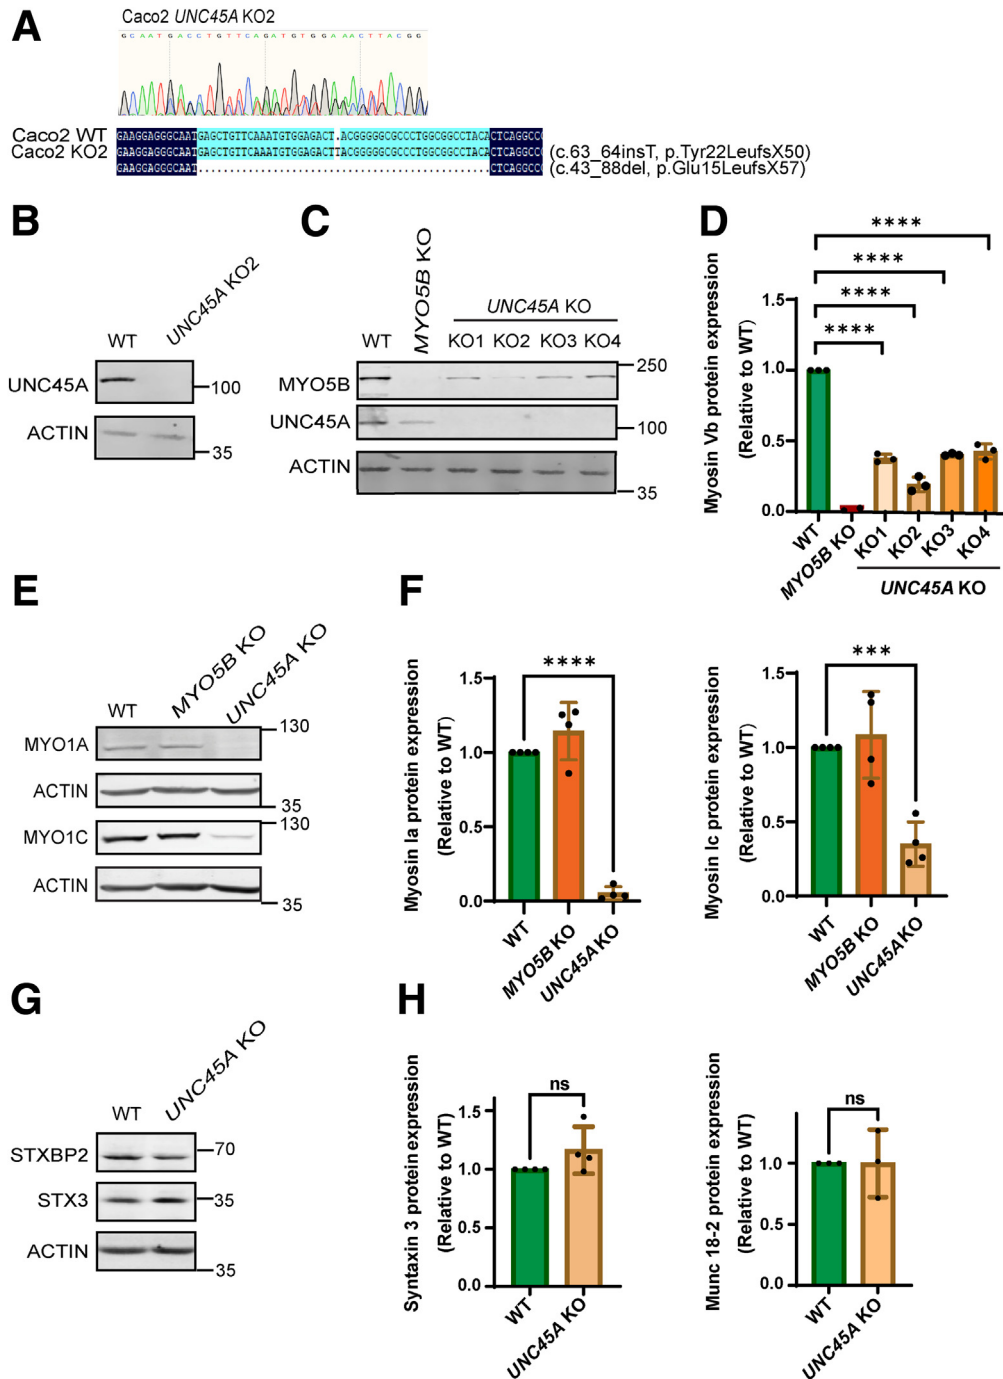 A
Caco2 UNC45A KO2
GCAATGACCTGTTCAGATGTGGAAACTTACGG
Caco2 WT GAAGGAGGGCAATGAGCTGTTCAAATGTGGAGACT.ACGGGGGCGCCCTGGCGGCCTACACTCAGGCC
Caco2 KO2 GAAGGAGGGCAATGAGCTGTTCAAATGTGGAGACTTACGGGGGCGCCCTGGCGGCCTACACTCAGGCC (c.63_64insT, p.Tyr22LeufsX50)
GAAGGAGGGCAAT CTCAGGCC (c.43_88del, p.Glu15LeufsX57)
B
WT
UNC45A KO2
UNC45A
100
ACTIN
35
C
WT
MYO5B KO
UNC45A KO
KO1 KO2 KO3 KO4
MYO5B
250
UNC45A
100
ACTIN
35
D
Myosin Vb protein expression
(Relative to WT)
****
****
****
****
1.5
1.0
0.5
0.0
WT
MYO5B KO
KO1
KO2
KO3
KO4
UNC45A KO
E
WT
MYO5B KO
UNC45A KO
MYO1A
130
ACTIN
35
MYO1C
130
ACTIN
35
F
Myosin Ia protein expression
(Relative to WT)
****
1.5
1.0
0.5
0.0
WT
MYO5B KO
UNC45A KO
Myosin Ic protein expression
(Relative to WT)
***
1.5
1.0
0.5
0.0
WT
MYO5B KO
UNC45A KO
G
WT
UNC45A KO
STXBP2
70
STX3
35
ACTIN
35
H
Syntaxin 3 protein expression
(Relative to WT)
ns
1.5
1.0
0.5
0.0
WT
UNC45A KO
Munc 18-2 protein expression
(Relative to WT)
ns
1.0
0.5
0.0
WT
UNC45A KO